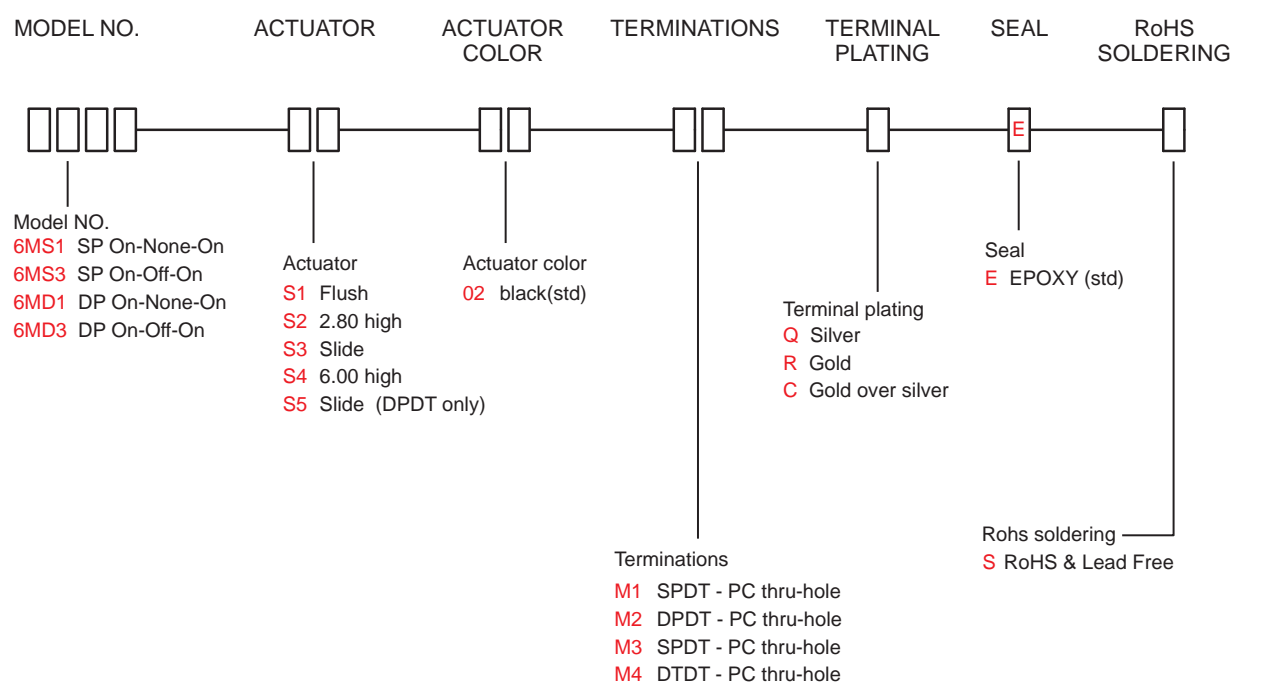 MODEL NO.
ACTUATOR
ACTUATOR
COLOR
TERMINATIONS
TERMINAL
PLATING
SEAL
RoHS
SOLDERING
E
Model NO.
6MS1 SP On-None-On
6MS3 SP On-Off-On
6MD1 DP On-None-On
6MD3 DP On-Off-On
Actuator
S1 Flush
S2 2.80 high
S3 Slide
S4 6.00 high
S5 Slide (DPDT only)
Actuator color
02 black(std)
Terminations
M1 SPDT - PC thru-hole
M2 DPDT - PC thru-hole
M3 SPDT - PC thru-hole
M4 DTDT - PC thru-hole
Terminal plating
Q Silver
R Gold
C Gold over silver
Seal
E EPOXY (std)
Rohs soldering
S RoHS & Lead Free